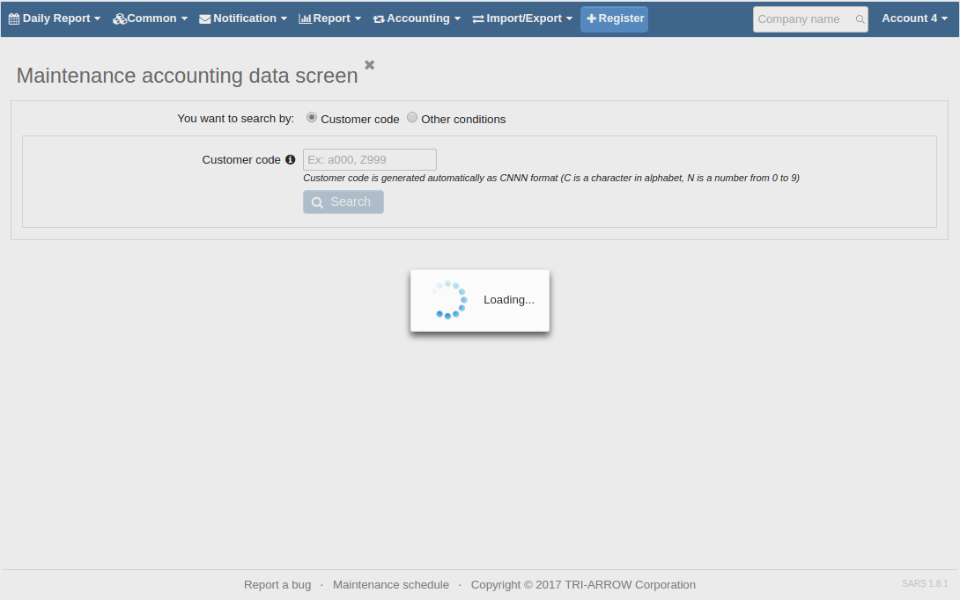 Daily Report Common Notification Report Accounting Import/Export Register Company name Account 4
Maintenance accounting data screen
You want to search by: Customer code Other conditions
Customer code Ex: a000, Z999
Customer code is generated automatically as CNNN format (C is a character in alphabet, N is a number from 0 to 9)
Search
Loading...
Report a bug · Maintenance schedule · Copyright © 2017 TRI-ARROW Corporation SARS 1.8.1